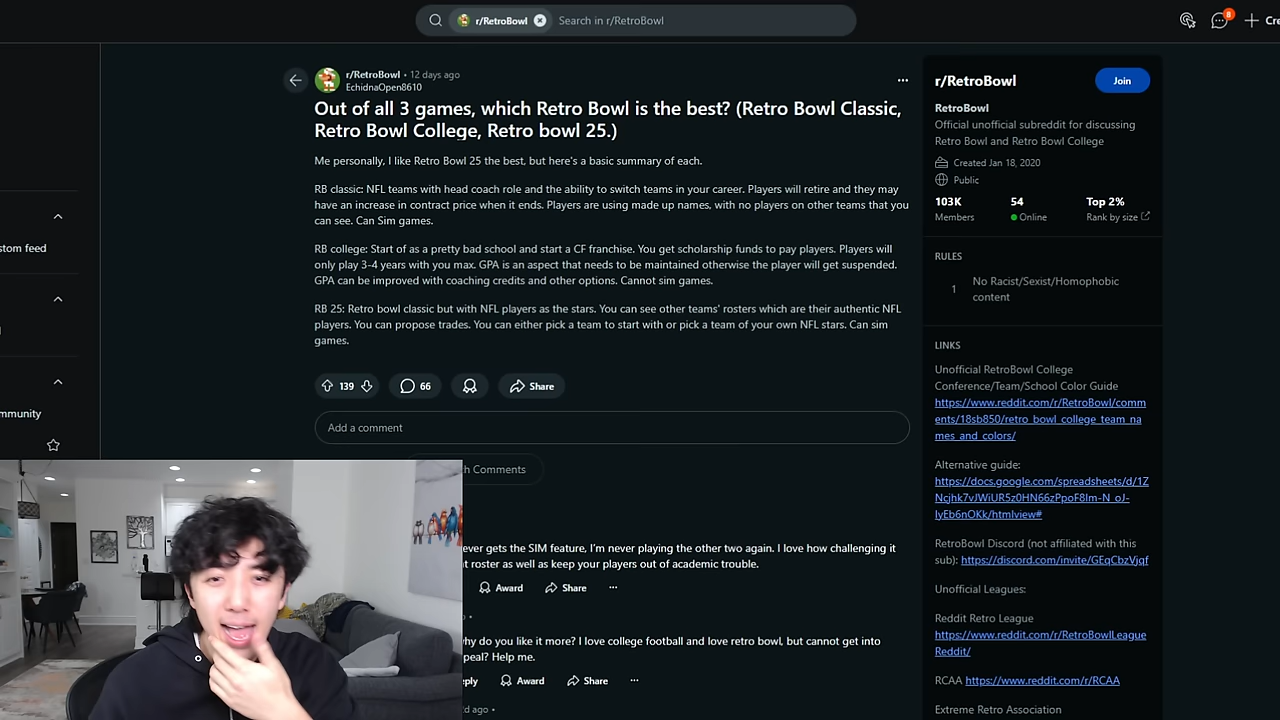 r/RetroBowl
Search in r/RetroBowl
8
r/RetroBowl • 12 days ago
EchidnaOpen8610
Out of all 3 games, which Retro Bowl is the best? (Retro Bowl Classic,
Retro Bowl College, Retro bowl 25.)
Me personally, I like Retro Bowl 25 the best, but here's a basic summary of each.
RB classic: NFL teams with head coach role and the ability to switch teams in your career. Players will retire and they may
have an increase in contract price when it ends. Players are using made up names, with no players on other teams that you
can see. Can Sim games.
RB college: Start of as a pretty bad school and start a CF franchise. You get scholarship funds to pay players. Players will
only play 3-4 years with you max. GPA is an aspect that needs to be maintained otherwise the player will get suspended.
GPA can be improved with coaching credits and other options. Cannot sim games.
RB 25: Retro bowl classic but with NFL players as the stars. You can see other teams' rosters which are their authentic NFL
players. You can propose trades. You can either pick a team to start with or pick a team of your own NFL stars. Can sim
games.
139
66
Share
Add a comment
Comments
ever gets the SIM feature, I'm never playing the other two again. I love how challenging it
roster as well as keep your players out of academic trouble.
Award
Share
why do you like it more? I love college football and love retro bowl, but cannot get into
peal? Help me.
Award
Share
ago •
r/RetroBowl
Join
RetroBowl
Official unofficial subreddit for discussing
Retro Bowl and Retro Bowl College
Created Jan 18, 2020
Public
103K
54
Top 2%
Members
Online
Rank by size
RULES
1
No Racist/Sexist/Homophobic
content
LINKS
Unofficial RetroBowl College
Conference/Team/School Color Guide
https://www.reddit.com/r/RetroBowl/comm
ents/18sb850/retro_bowl_college_team_na
mes_and_colors/
Alternative guide:
https://docs.google.com/spreadsheets/d/1Z
Ncjhk7vJWiUR5z0HN66zPpoF8Im-N_oJ-
IyEb6nOKk/htmlview#
RetroBowl Discord (not affiliated with this
sub): https://discord.com/invite/GEqCbzVjqf
Unofficial Leagues:
Reddit Retro League
https://www.reddit.com/r/RetroBowlLeague
Reddit/
RCAA https://www.reddit.com/r/RCAA
Extreme Retro Association
stom feed
mmunity